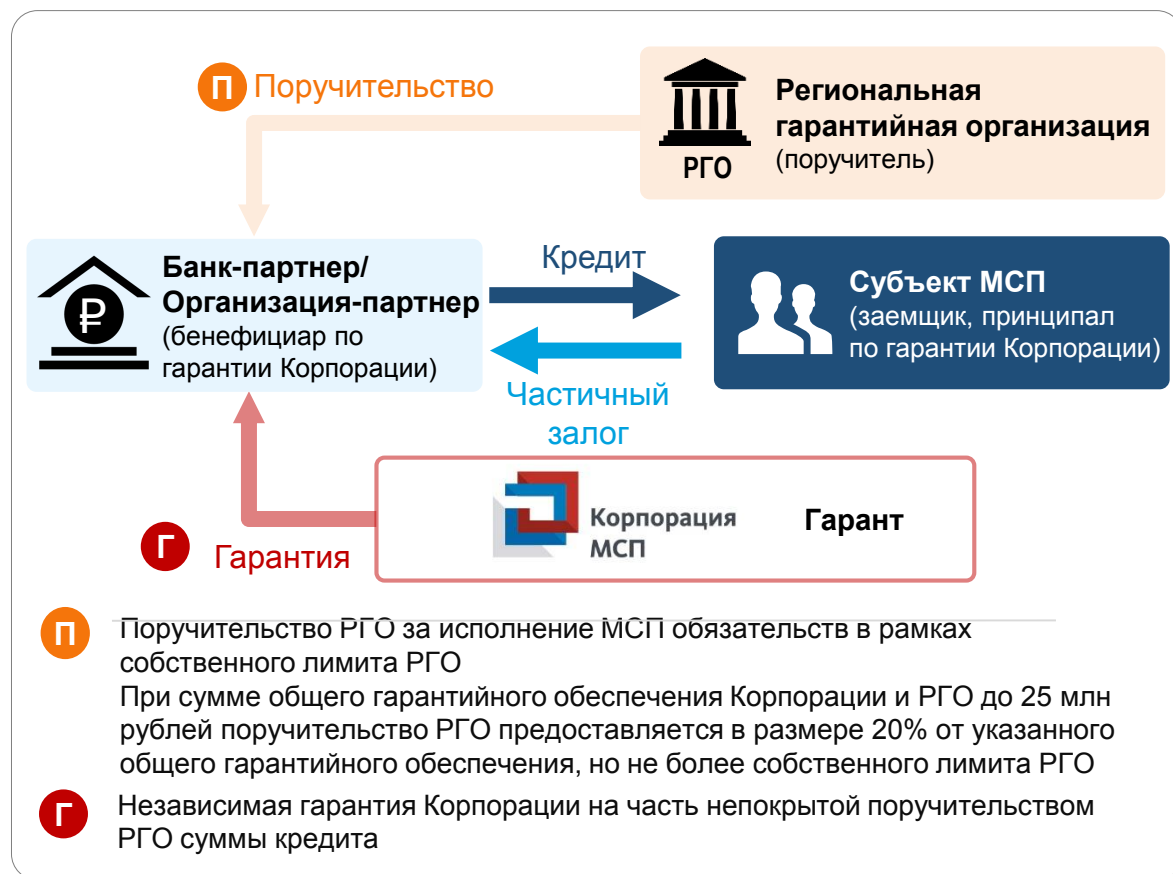 П Поручительство
Региональная
гарантийная организация
(поручитель)
РГО
Банк-партнер/
Организация-партнер
(бенефициар по
гарантии Корпорации)
₽
Кредит
Частичный
залог
Субъект МСП
(заемщик, принципал
по гарантии Корпорации)
Корпорация
МСП
Гарант
Г Гарантия
П Поручительство РГО за исполнение МСП обязательств в рамках
собственного лимита РГО
При сумме общего гарантийного обеспечения Корпорации и РГО до 25 млн
рублей поручительство РГО предоставляется в размере 20% от указанного
общего гарантийного обеспечения, но не более собственного лимита РГО
Г Независимая гарантия Корпорации на часть непокрытой поручительством
РГО суммы кредита